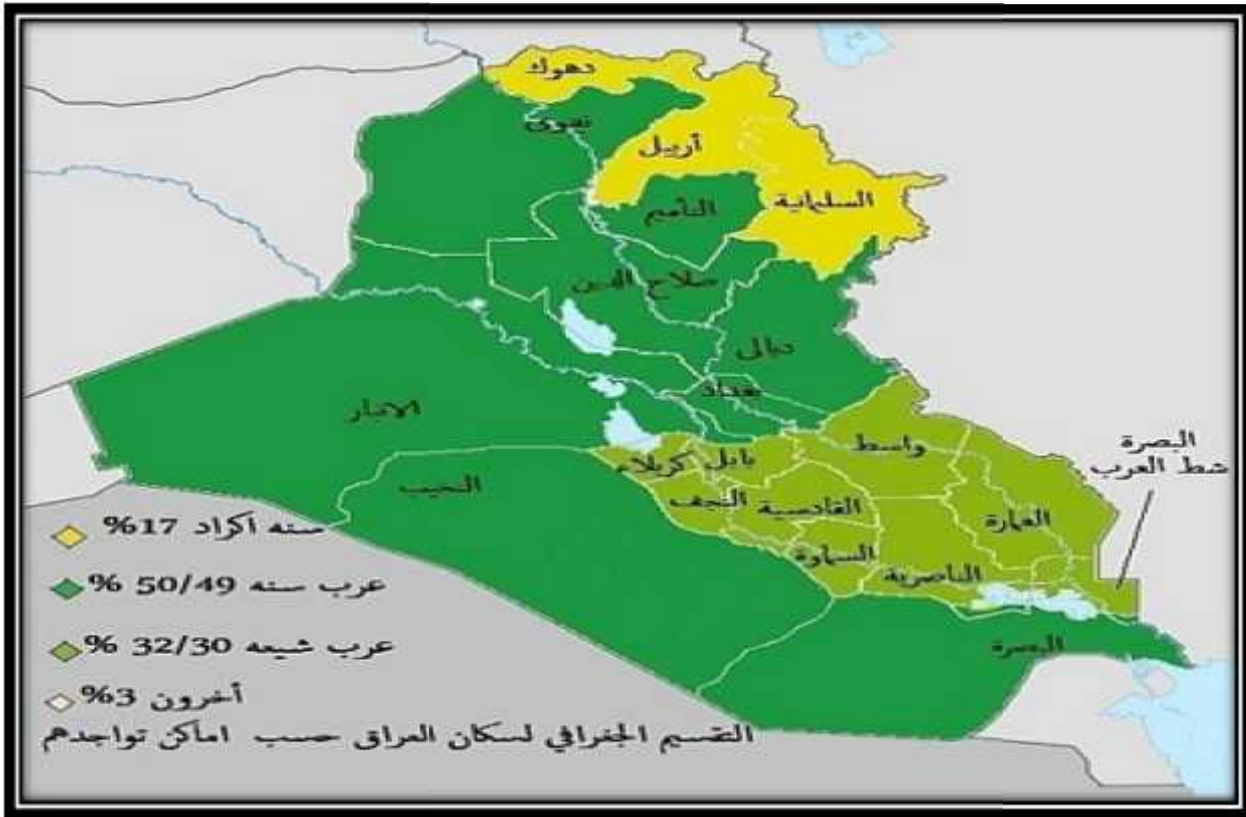 دهوك
نينوى
أربيل
السليمانية
التأميم
صلاح الدين
ديالى
بغداد
الانبار
واسط
البصرة
شط العرب
بابل
كربلاء
النخيب
النجف
القادسية
العمارة
السماوة
الناصرية
البصرة
سنه اكراد 17%
عرب سنه 50/49 %
عرب شيعه 32/30 %
أخرون 3%
التقسيم الجغرافي لسكان العراق حسب اماكن تواجدهم